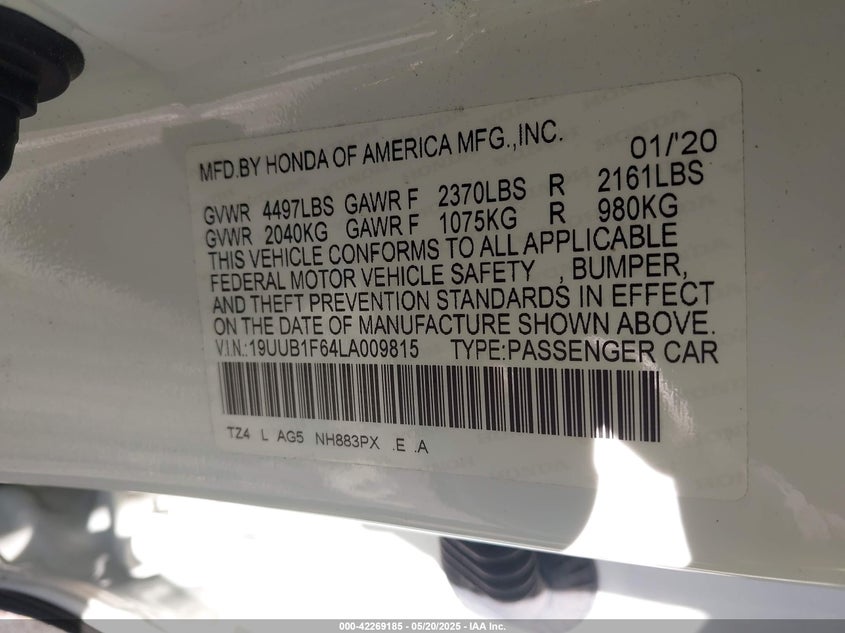 MFD.BY HONDA OF AMERICA MFG.,INC. 01/'20
GVWR 4497LBS GAWR F 2370LBS R 2161LBS
GVWR 2040KG GAWR F 1075KG R 980KG
THIS VEHICLE CONFORMS TO ALL APPLICABLE
FEDERAL MOTOR VEHICLE SAFETY , BUMPER,
AND THEFT PREVENTION STANDARDS IN EFFECT
ON THE DATE OF MANUFACTURE SHOWN ABOVE.
V.I.N.:19UUB1F64LA009815 TYPE:PASSENGER CAR
TZ4 L AG5 NH883PX .E .A
000-42269185 - 05/20/2025 - IAA Inc.